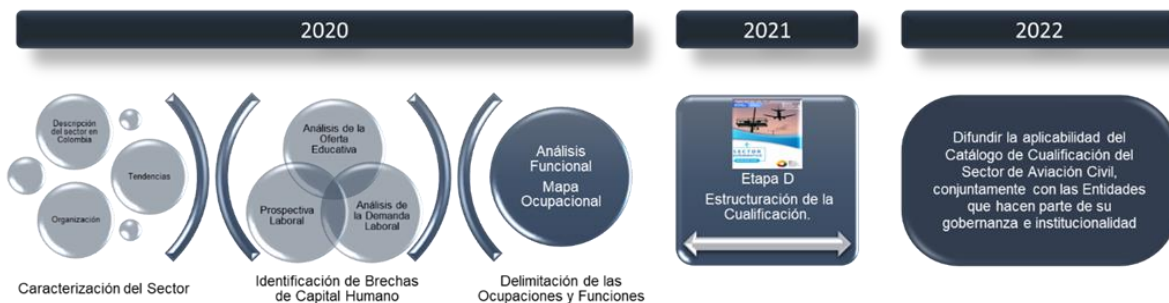 2020
2021
2022
Descripción
del sector en
Colombia
Tendencias
Organización
Caracterización del Sector
Análisis de la
Oferta
Educativa
Prospectiva
Laboral
Análisis de
la Demanda
Laboral
Identificación de Brechas
de Capital Humano
Análisis
Funcional
Mapa
Ocupacional
Delimitación de las
Ocupaciones y Funciones
SECTOR
Etapa D
Estructuración de la
Cualificación.
Difundir la aplicabilidad del
Catálogo de Cualificación del
Sector de Aviación Civil,
conjuntamente con las Entidades
que hacen parte de su
gobernanza e institucionalidad